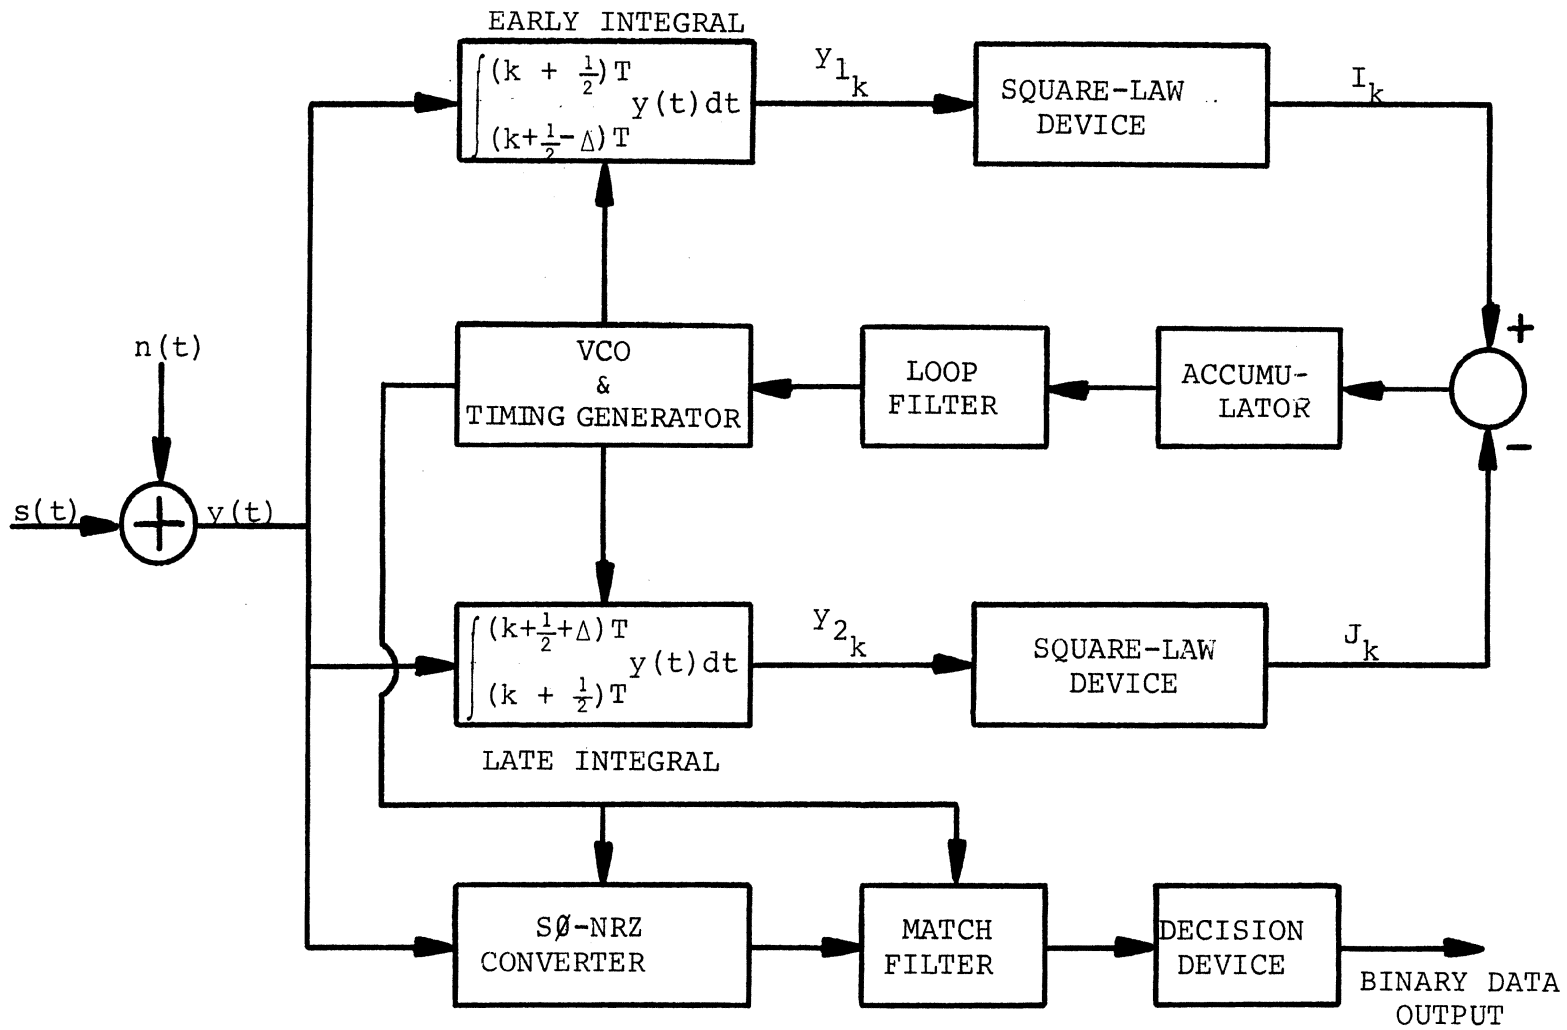 EARLY INTEGRAL
∫ (k + 1/2)T
y(t)dt
(k+1/2-Δ)T
Y1k
SQUARE-LAW
DEVICE
Ik
+
n(t)
VCO
&
TIMING GENERATOR
LOOP
FILTER
ACCUMU-
LATOR
-
s(t)
+
y(t)
∫ (k+1/2+Δ)T
y(t)dt
(k + 1/2)T
Y2k
SQUARE-LAW
DEVICE
Jk
LATE INTEGRAL
SØ-NRZ
CONVERTER
MATCH
FILTER
DECISION
DEVICE
BINARY DATA
OUTPUT